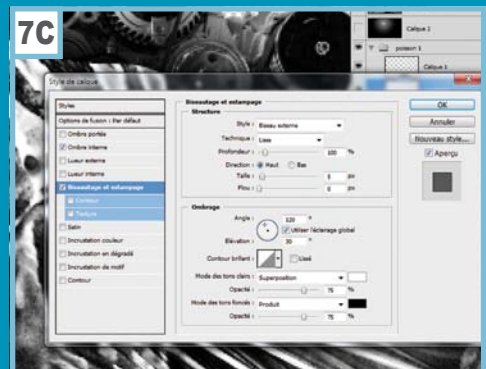 7C
Calque 2
poisson 1
Calque 1
Style de calque
Styles
Options de fusion : Par défaut
Ombre portée
Ombre interne
Lueur externe
Lueur interne
Biseautage et estampage
Contour
Texture
Satin
Incrustation couleur
Incrustation en dégradé
Incrustation de motif
Contour
Biseautage et estampage
Structure
Style : Biseau externe
Technique : Lisse
Profondeur : 100 %
Direction : Haut Bas
Taille : 5 px
Flou : 0 px
Ombrage
Angle : 120 °
Utiliser l'éclairage global
Elévation : 30 °
Contour brillant : Lissé
Mode des tons clairs : Superposition
Opacité : 75 %
Mode des tons foncés : Produit
Opacité : 75 %
OK
Annuler
Nouveau style...
Aperçu